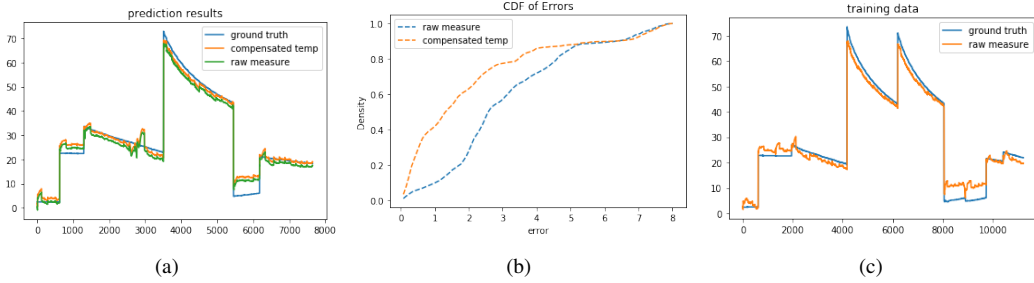 prediction results
ground truth
compensated temp
raw measure
70
60
50
40
30
20
10
0
0 1000 2000 3000 4000 5000 6000 7000 8000
(a)
CDF of Errors
raw measure
compensated temp
Density
1.0
0.8
0.6
0.4
0.2
0.0
0 1 2 3 4 5 6 7 8
error
(b)
training data
ground truth
raw measure
70
60
50
40
30
20
10
0
0 2000 4000 6000 8000 10000
(c)